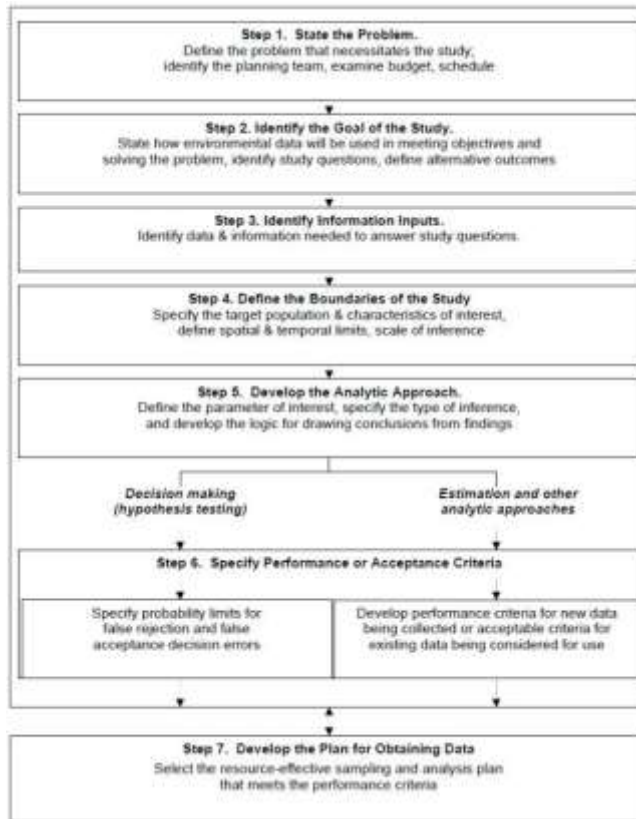 Step 1. State the Problem.
Define the problem that necessitates the study;
identify the planning team, examine budget, schedule
Step 2. Identify the Goal of the Study.
State how environmental data will be used in meeting objectives and
solving the problem, identify study questions, define alternative outcomes
Step 3. Identify Information Inputs.
Identify data & information needed to answer study questions.
Step 4. Define the Boundaries of the Study
Specify the target population & characteristics of interest,
define spatial & temporal limits, scale of inference
Step 5. Develop the Analytic Approach.
Define the parameter of interest, specify the type of inference,
and develop the logic for drawing conclusions from findings
Decision making
(hypothesis testing)
Estimation and other
analytic approaches
Step 6. Specify Performance or Acceptance Criteria
Specify probability limits for
false rejection and false
acceptance decision errors
Develop performance criteria for new data
being collected or acceptable criteria for
existing data being considered for use
Step 7. Develop the Plan for Obtaining Data
Select the resource-effective sampling and analysis plan
that meets the performance criteria